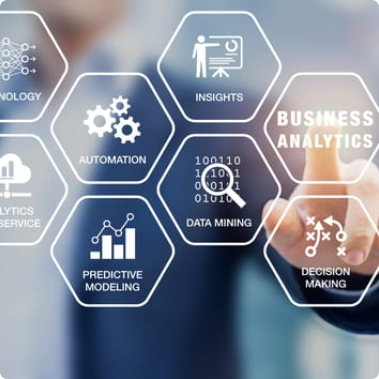 INSIGHTS
NOLOGY
BUSINESS
ANALYTICS
AUTOMATION
100110
DATA MINING
LYTICS
SERVICE
PREDICTIVE
MODELING
DECISION
MAKING